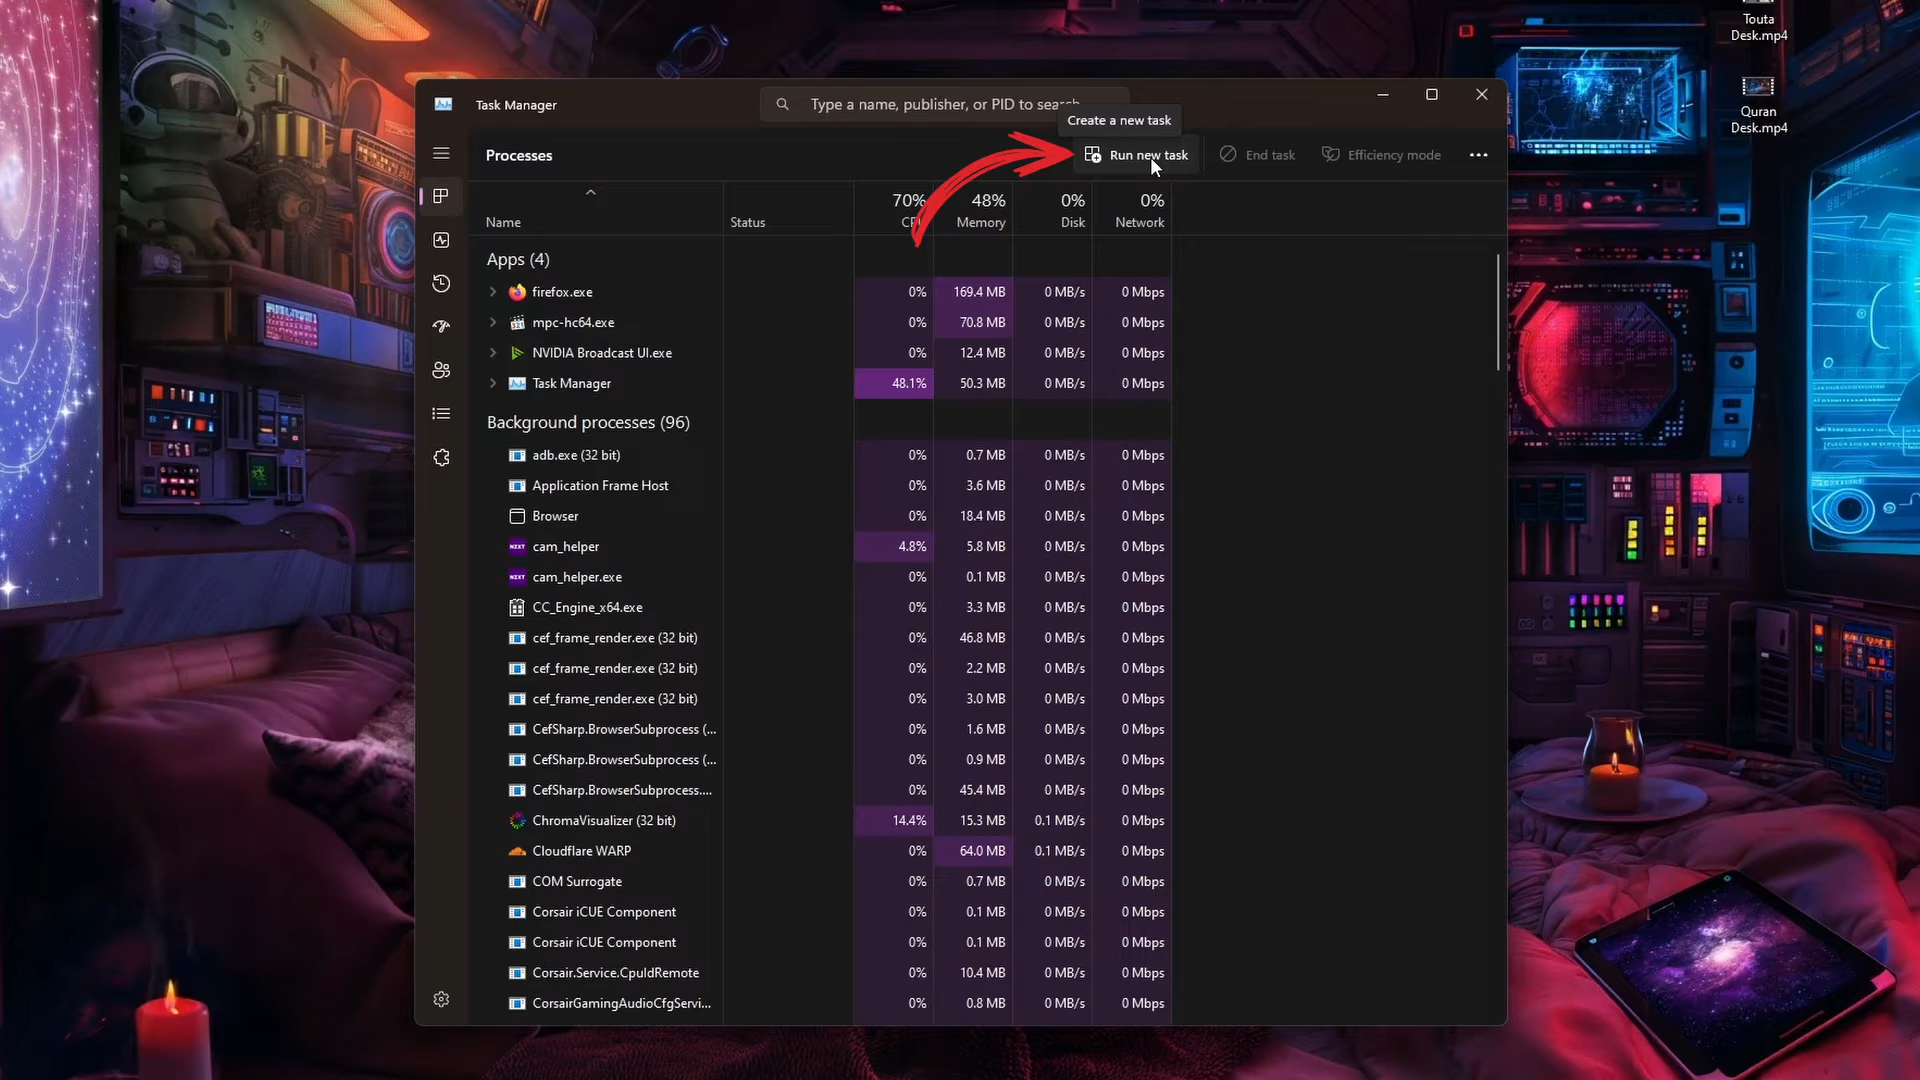 Touta
Desk.mp4
Quran
Desk.mp4
Task Manager
Type a name, publisher, or PID to search
Create a new task
Processes
Run new task
End task
Efficiency mode
70% 48% 0% 0%
Name Status CPU Memory Disk Network
Apps (4)
firefox.exe 0% 169.4 MB 0 MB/s 0 Mbps
mpc-hc64.exe 0% 70.8 MB 0 MB/s 0 Mbps
NVIDIA Broadcast UI.exe 0% 12.4 MB 0 MB/s 0 Mbps
Task Manager 48.1% 50.3 MB 0 MB/s 0 Mbps
Background processes (96)
adb.exe (32 bit) 0% 0.7 MB 0 MB/s 0 Mbps
Application Frame Host 0% 3.6 MB 0 MB/s 0 Mbps
Browser 0% 18.4 MB 0 MB/s 0 Mbps
NZXT cam_helper 4.8% 5.8 MB 0 MB/s 0 Mbps
NZXT cam_helper.exe 0% 0.1 MB 0 MB/s 0 Mbps
CC_Engine_x64.exe 0% 3.3 MB 0 MB/s 0 Mbps
cef_frame_render.exe (32 bit) 0% 46.8 MB 0 MB/s 0 Mbps
cef_frame_render.exe (32 bit) 0% 2.2 MB 0 MB/s 0 Mbps
cef_frame_render.exe (32 bit) 0% 3.0 MB 0 MB/s 0 Mbps
CefSharp.BrowserSubprocess (... 0% 1.6 MB 0 MB/s 0 Mbps
CefSharp.BrowserSubprocess (... 0% 0.9 MB 0 MB/s 0 Mbps
CefSharp.BrowserSubprocess.... 0% 45.4 MB 0 MB/s 0 Mbps
ChromaVisualizer (32 bit) 14.4% 15.3 MB 0.1 MB/s 0 Mbps
Cloudflare WARP 0% 64.0 MB 0.1 MB/s 0 Mbps
COM Surrogate 0% 0.7 MB 0 MB/s 0 Mbps
Corsair iCUE Component 0% 0.1 MB 0 MB/s 0 Mbps
Corsair iCUE Component 0% 0.1 MB 0 MB/s 0 Mbps
Corsair.Service.CpuIdRemote 0% 10.4 MB 0 MB/s 0 Mbps
CorsairGamingAudioCfgServi... 0% 0.8 MB 0 MB/s 0 Mbps